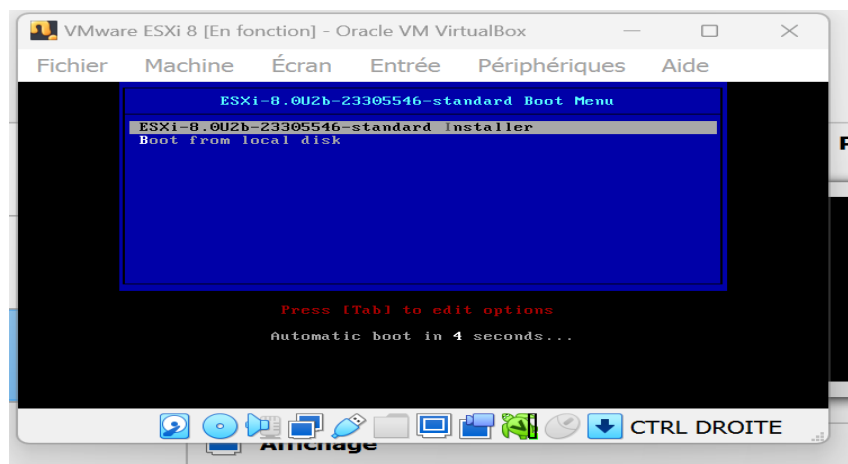 VMware ESXi 8 [En fonction] - Oracle VM VirtualBox
Fichier Machine Écran Entrée Périphériques Aide
ESXi-8.0U2b-23305546-standard Boot Menu
ESXi-8.0U2b-23305546-standard Installer
Boot from local disk
Press [Tab] to edit options
Automatic boot in 4 seconds...
CTRL DROITE
Affichage